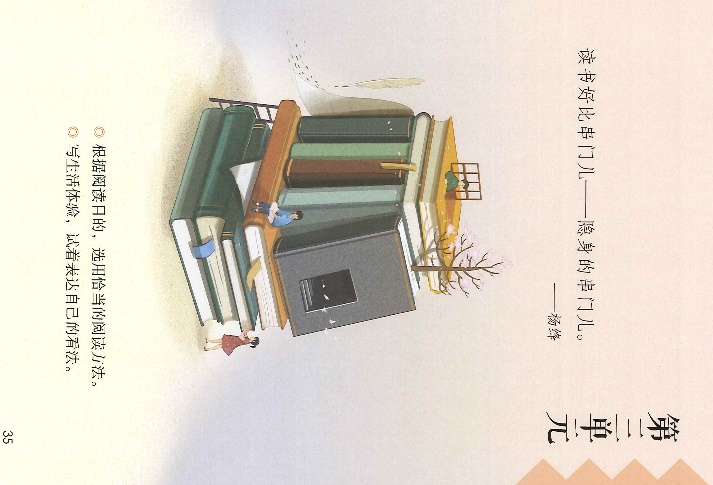 第三单元
读书好比串门儿——隐身的串门儿。
——杨绛
◎ 根据阅读目的，选用恰当的阅读方法。
◎ 写生活体验，试着表达自己的看法。
35